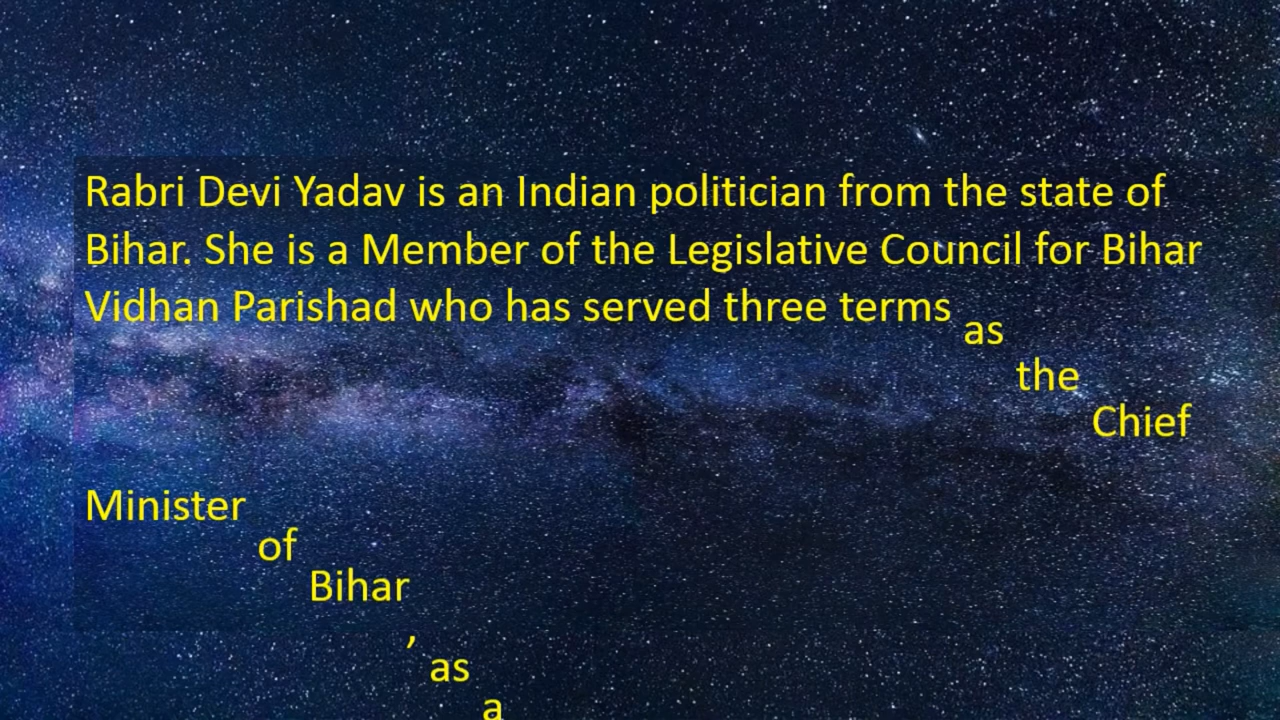 Rabri Devi Yadav is an Indian politician from the state of
Bihar. She is a Member of the Legislative Council for Bihar
Vidhan Parishad who has served three terms as the Chief
Minister of Bihar, as a